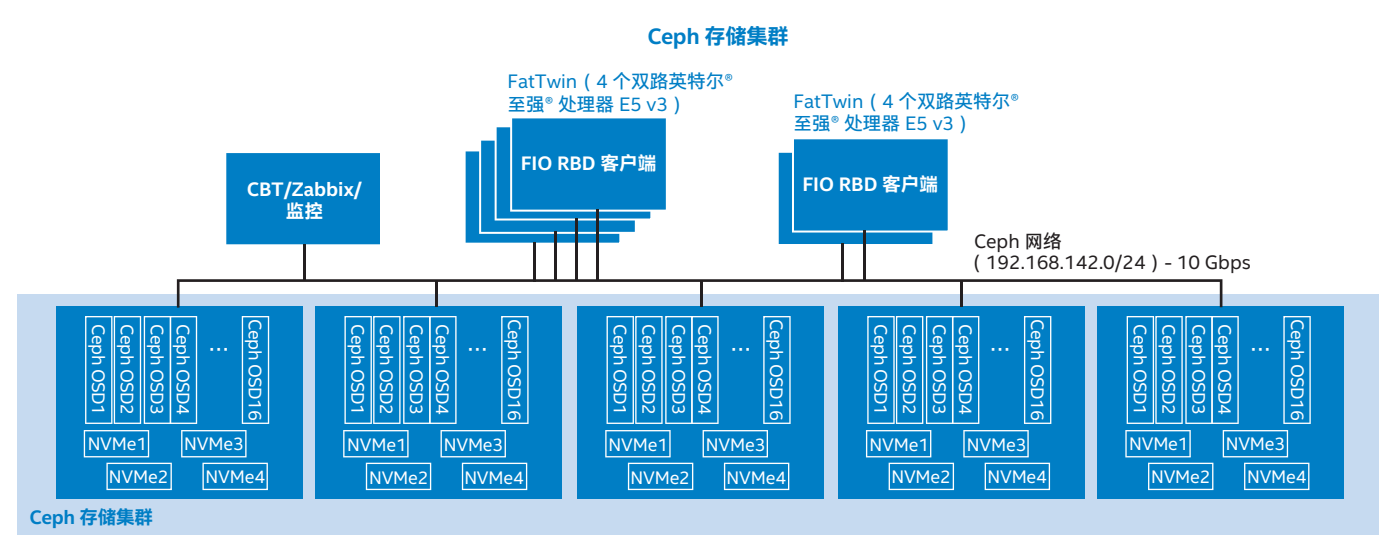 Ceph 存储集群
FatTwin（4 个双路英特尔®
至强® 处理器 E5 v3）
FatTwin（4 个双路英特尔®
至强® 处理器 E5 v3）
CBT/Zabbix/
监控
FIO RBD 客户端
FIO RBD 客户端
Ceph 网络
（192.168.142.0/24）- 10 Gbps
Ceph OSD1
Ceph OSD2
Ceph OSD3
Ceph OSD4
...
Ceph OSD16
NVMe1
NVMe3
NVMe2
NVMe4
Ceph OSD1
Ceph OSD2
Ceph OSD3
Ceph OSD4
...
Ceph OSD16
NVMe1
NVMe3
NVMe2
NVMe4
Ceph OSD1
Ceph OSD2
Ceph OSD3
Ceph OSD4
...
Ceph OSD16
NVMe1
NVMe3
NVMe2
NVMe4
Ceph OSD1
Ceph OSD2
Ceph OSD3
Ceph OSD4
...
Ceph OSD16
NVMe1
NVMe3
NVMe2
NVMe4
Ceph OSD1
Ceph OSD2
Ceph OSD3
Ceph OSD4
...
Ceph OSD16
NVMe1
NVMe3
NVMe2
NVMe4
Ceph 存储集群